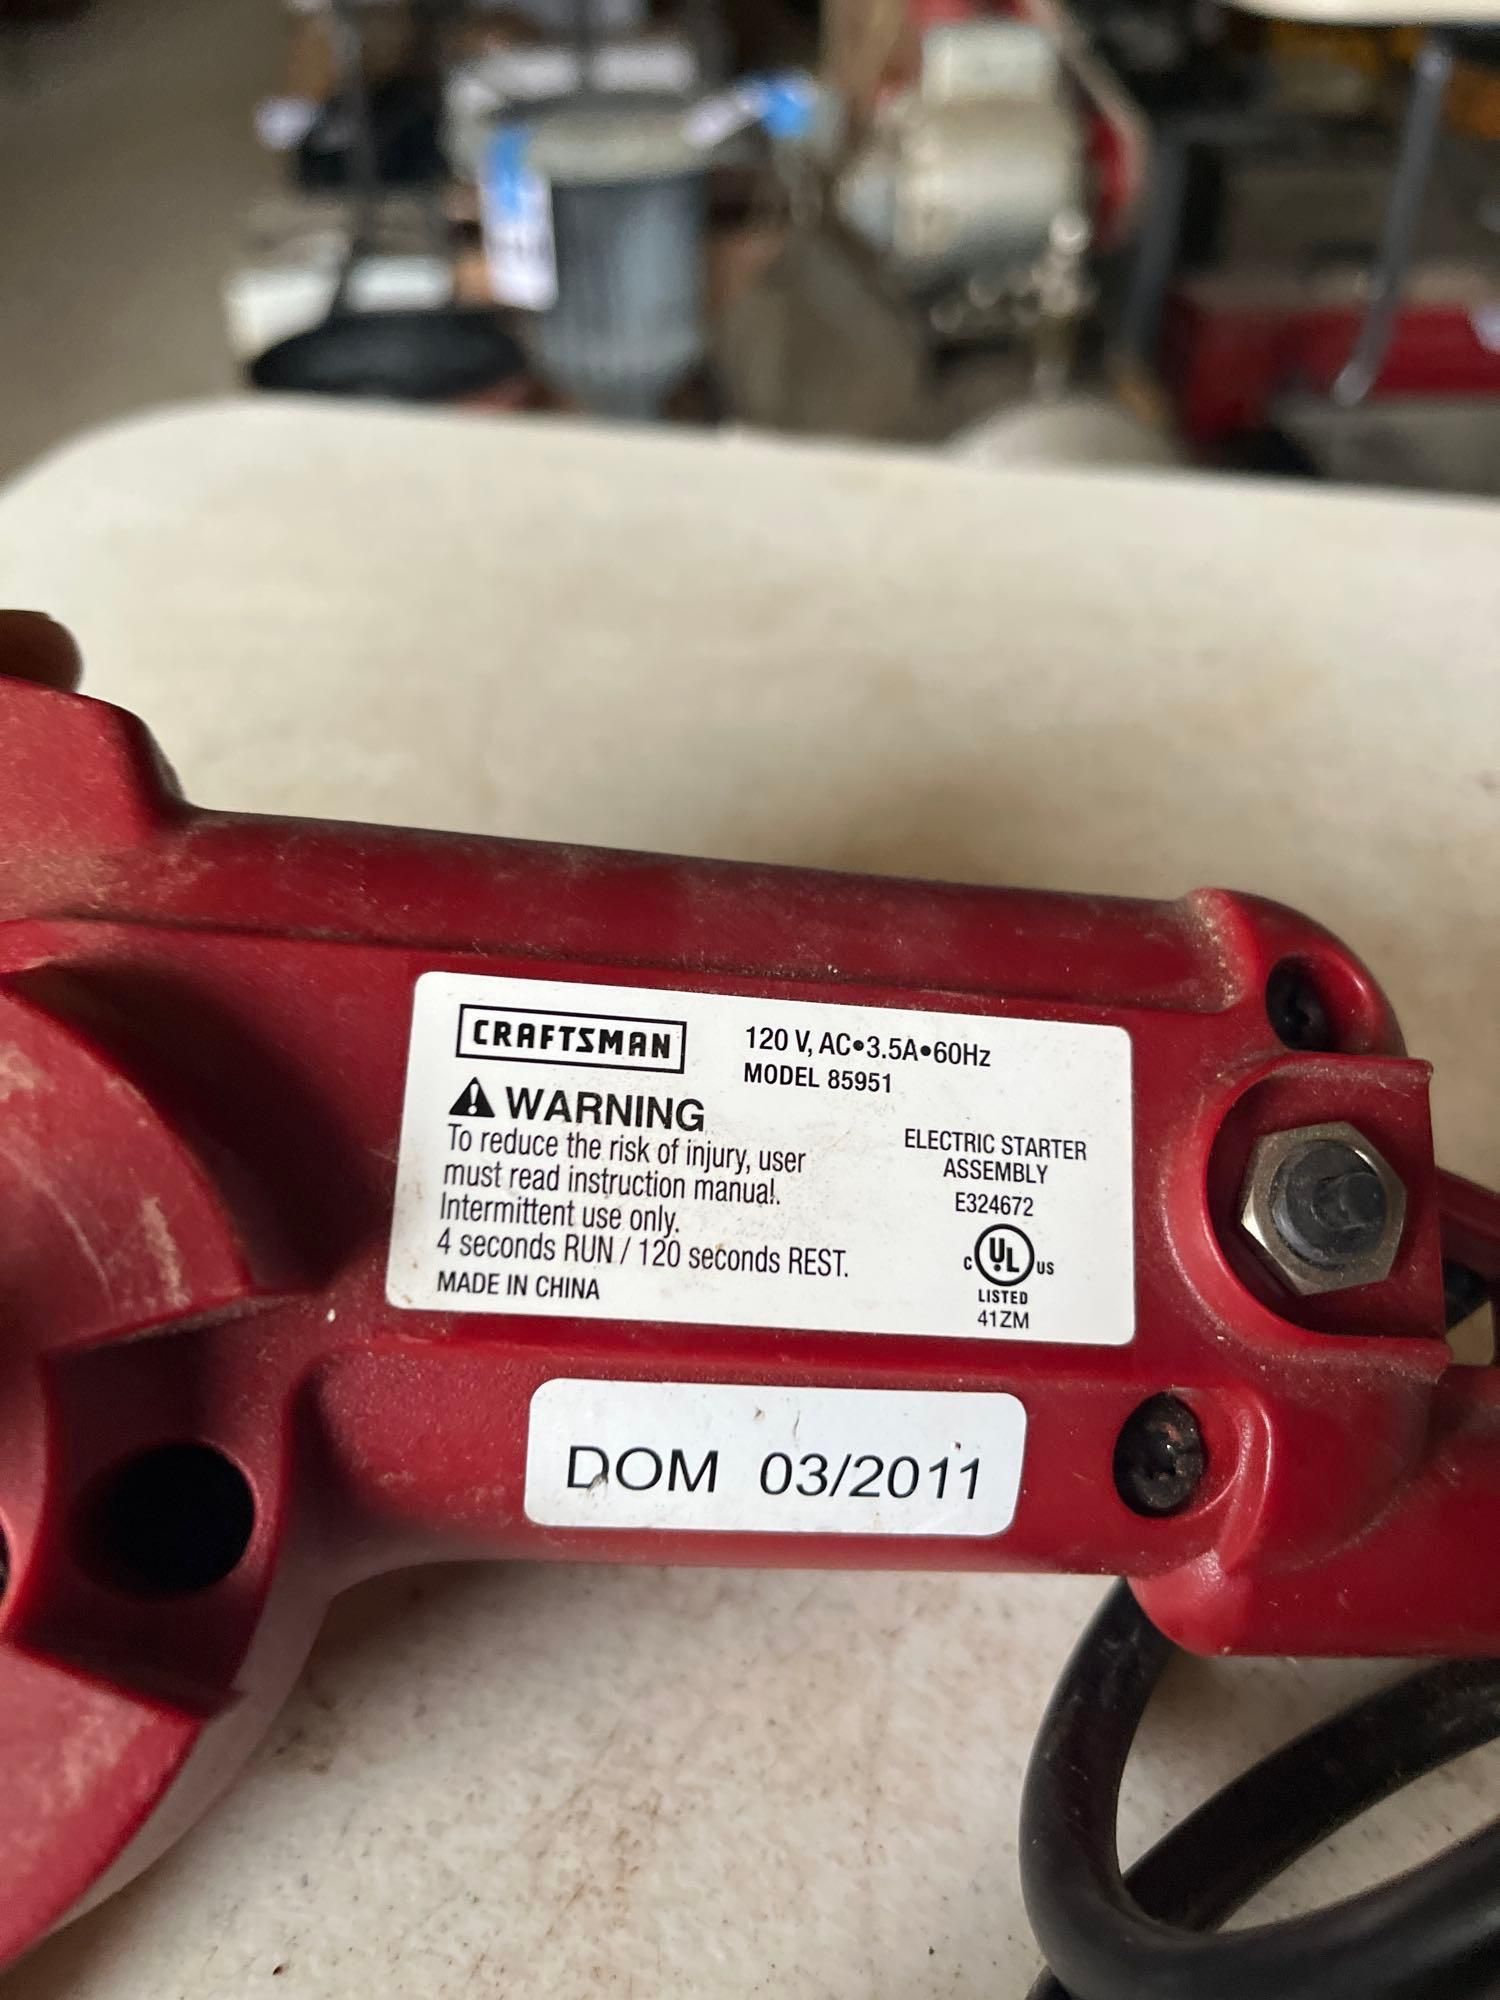 CRAFTSMAN
120 V, AC•3.5A•60Hz
MODEL 85951
⚠ WARNING
To reduce the risk of injury, user
must read instruction manual.
Intermittent use only.
4 seconds RUN / 120 seconds REST.
MADE IN CHINA
ELECTRIC STARTER
ASSEMBLY
E324672
C UL US
LISTED
41ZM
DOM 03/2011